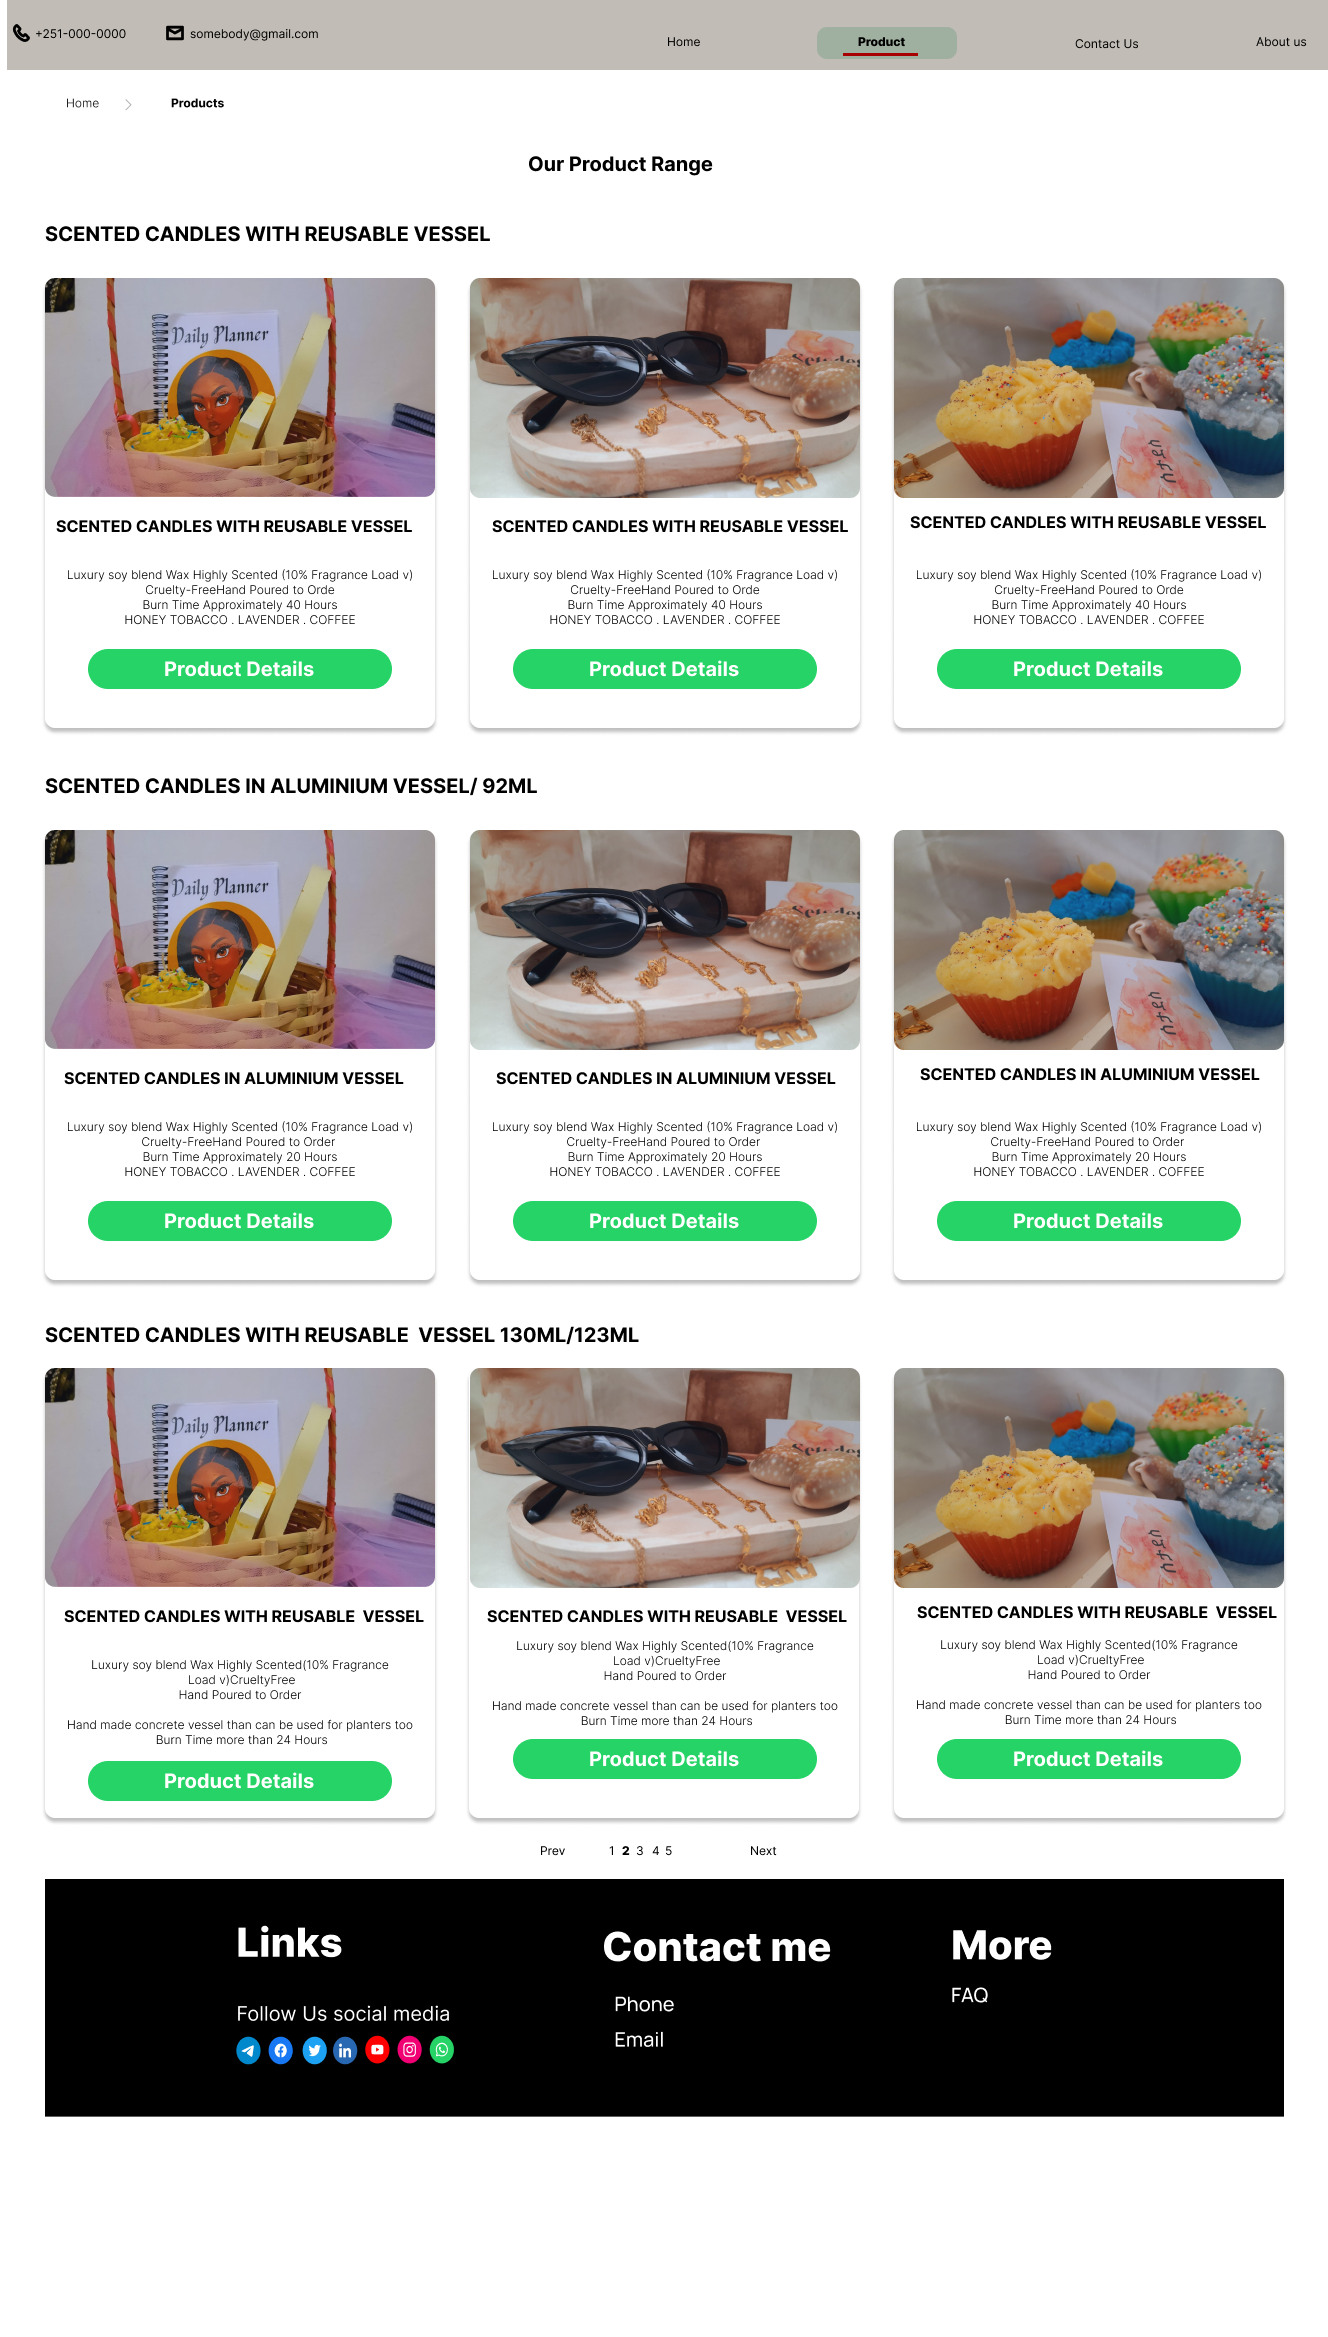 +251-000-0000 somebody@gmail.com Home Product Contact Us About us
Home Products
Our Product Range
SCENTED CANDLES WITH REUSABLE VESSEL
Daily Planner
SCENTED CANDLES WITH REUSABLE VESSEL
Luxury soy blend Wax Highly Scented (10% Fragrance Load v)
Cruelty-FreeHand Poured to Orde
Burn Time Approximately 40 Hours
HONEY TOBACCO . LAVENDER . COFFEE
Product Details
SCENTED CANDLES WITH REUSABLE VESSEL
Luxury soy blend Wax Highly Scented (10% Fragrance Load v)
Cruelty-FreeHand Poured to Orde
Burn Time Approximately 40 Hours
HONEY TOBACCO . LAVENDER . COFFEE
Product Details
SCENTED CANDLES WITH REUSABLE VESSEL
Luxury soy blend Wax Highly Scented (10% Fragrance Load v)
Cruelty-FreeHand Poured to Orde
Burn Time Approximately 40 Hours
HONEY TOBACCO . LAVENDER . COFFEE
Product Details
SCENTED CANDLES IN ALUMINIUM VESSEL/ 92ML
Daily Planner
SCENTED CANDLES IN ALUMINIUM VESSEL
Luxury soy blend Wax Highly Scented (10% Fragrance Load v)
Cruelty-FreeHand Poured to Order
Burn Time Approximately 20 Hours
HONEY TOBACCO . LAVENDER . COFFEE
Product Details
SCENTED CANDLES IN ALUMINIUM VESSEL
Luxury soy blend Wax Highly Scented (10% Fragrance Load v)
Cruelty-FreeHand Poured to Order
Burn Time Approximately 20 Hours
HONEY TOBACCO . LAVENDER . COFFEE
Product Details
SCENTED CANDLES IN ALUMINIUM VESSEL
Luxury soy blend Wax Highly Scented (10% Fragrance Load v)
Cruelty-FreeHand Poured to Order
Burn Time Approximately 20 Hours
HONEY TOBACCO . LAVENDER . COFFEE
Product Details
SCENTED CANDLES WITH REUSABLE  VESSEL 130ML/123ML
Daily Planner
SCENTED CANDLES WITH REUSABLE  VESSEL
Luxury soy blend Wax Highly Scented(10% Fragrance
Load v)CrueltyFree
Hand Poured to Order
Hand made concrete vessel than can be used for planters too
Burn Time more than 24 Hours
Product Details
SCENTED CANDLES WITH REUSABLE  VESSEL
Luxury soy blend Wax Highly Scented(10% Fragrance
Load v)CrueltyFree
Hand Poured to Order
Hand made concrete vessel than can be used for planters too
Burn Time more than 24 Hours
Product Details
SCENTED CANDLES WITH REUSABLE  VESSEL
Luxury soy blend Wax Highly Scented(10% Fragrance
Load v)CrueltyFree
Hand Poured to Order
Hand made concrete vessel than can be used for planters too
Burn Time more than 24 Hours
Product Details
Prev 1 2 3 4 5 Next
Links
Follow Us social media
Contact me
Phone
Email
More
FAQ